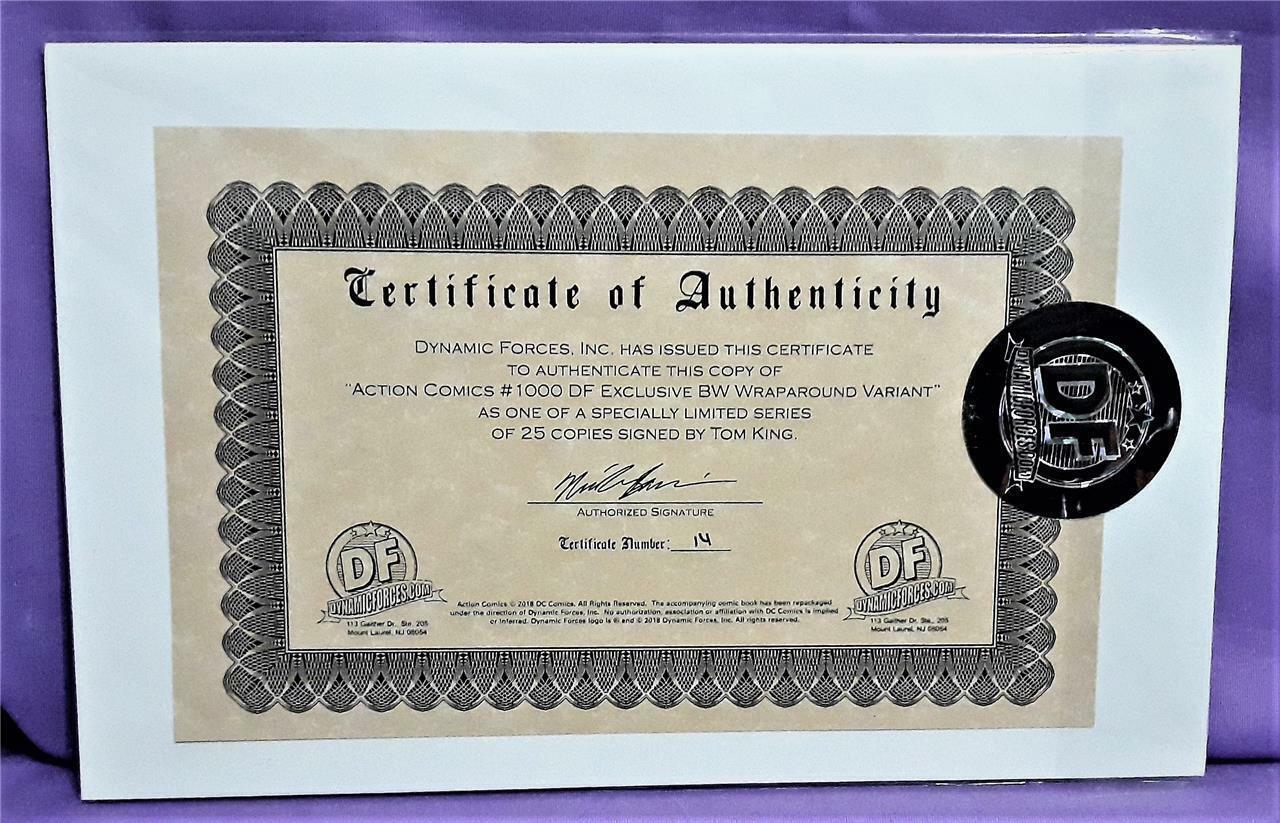 Certificate of Authenticity
DYNAMIC FORCES, INC. HAS ISSUED THIS CERTIFICATE
TO AUTHENTICATE THIS COPY OF
"ACTION COMICS #1000 DF EXCLUSIVE BW WRAPAROUND VARIANT"
AS ONE OF A SPECIALLY LIMITED SERIES
OF 25 COPIES SIGNED BY TOM KING.
AUTHORIZED SIGNATURE
Certificate Number: 14
DF
DYNAMICFORCES.COM
113 Gaither Dr., Ste. 205
Mount Laurel, NJ 08054
Action Comics © 2018 DC Comics. All Rights Reserved. The accompanying comic book has been repackaged
under the direction of Dynamic Forces, Inc. No authorization, association or affiliation with DC Comics is implied
or inferred. Dynamic Forces logo is ® and © 2018 Dynamic Forces, Inc. All rights reserved.
DF
DYNAMICFORCES.COM
113 Gaither Dr., Ste. 205
Mount Laurel, NJ 08054
DF
DYNAMICFORCES.COM